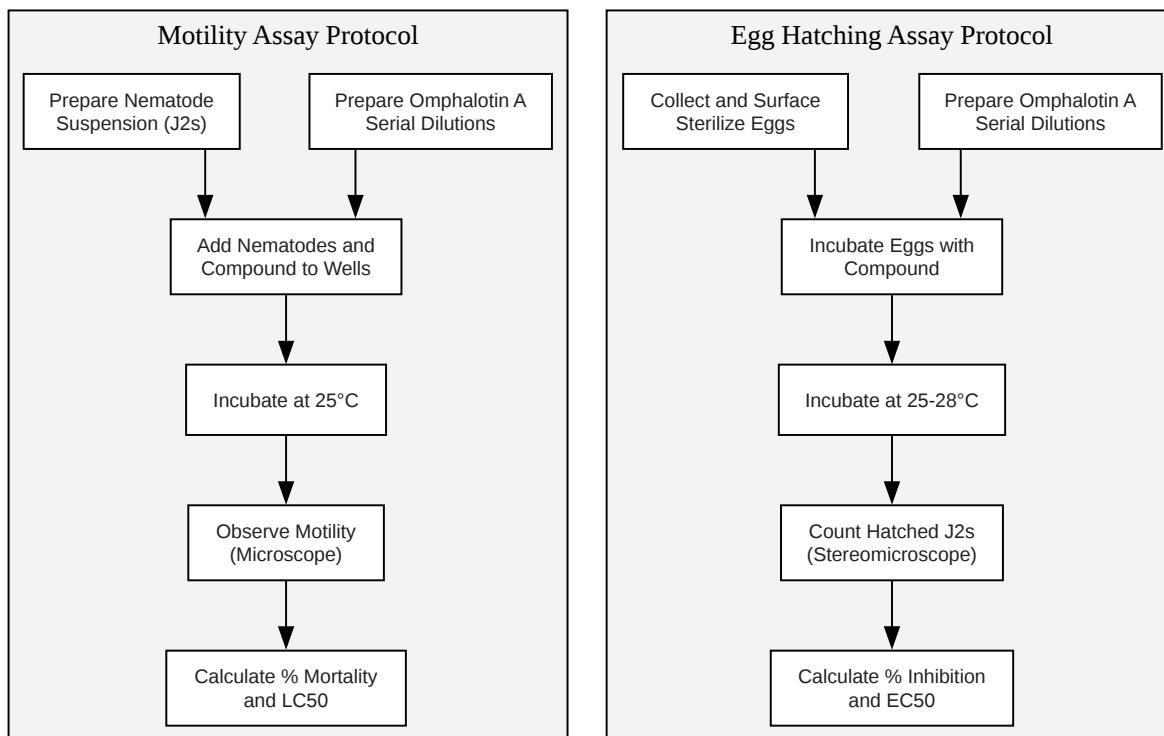 Motility Assay Protocol
Prepare Nematode
Suspension (J2s)
Prepare Omphalotin A
Serial Dilutions
Add Nematodes and
Compound to Wells
Incubate at 25°C
Observe Motility
(Microscope)
Calculate % Mortality
and LC50
Egg Hatching Assay Protocol
Collect and Surface
Sterilize Eggs
Prepare Omphalotin A
Serial Dilutions
Incubate Eggs with
Compound
Incubate at 25-28°C
Count Hatched J2s
(Stereomicroscope)
Calculate % Inhibition
and EC50